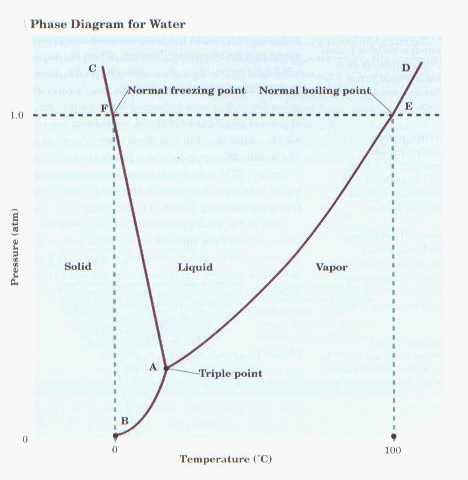 Phase Diagram for Water
C
D
Normal freezing point
Normal boiling point
F
E
1.0
Pressure (atm)
Solid
Liquid
Vapor
A
Triple point
B
0
0
100
Temperature (°C)